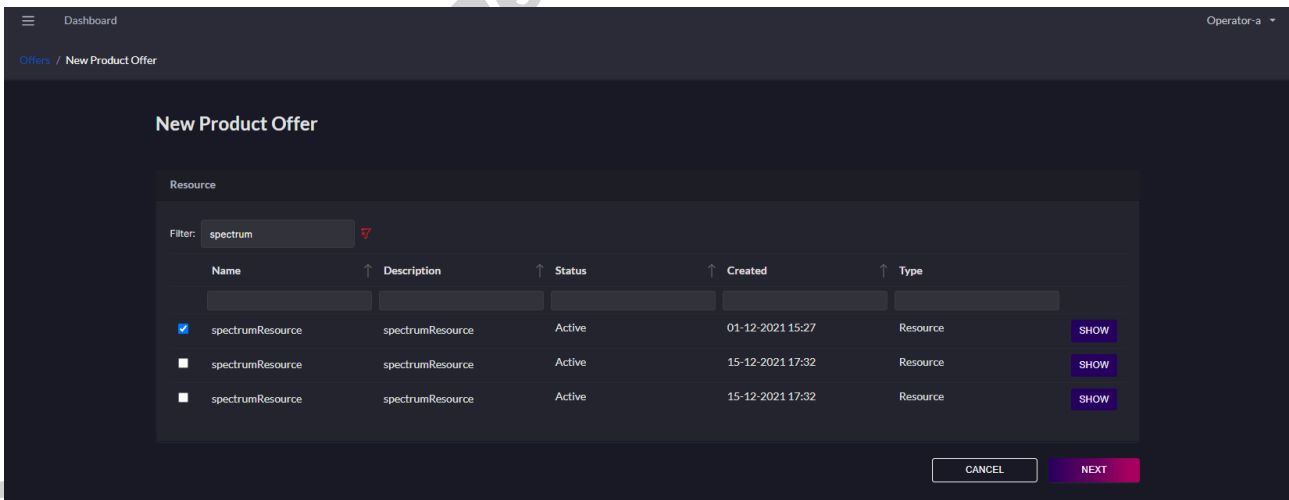 Dashboard Operator-a
Offers / New Product Offer
New Product Offer
Resource
Filter: spectrum
Name Description Status Created Type
spectrumResource spectrumResource Active 01-12-2021 15:27 Resource SHOW
spectrumResource spectrumResource Active 15-12-2021 17:32 Resource SHOW
spectrumResource spectrumResource Active 15-12-2021 17:32 Resource SHOW
CANCEL NEXT